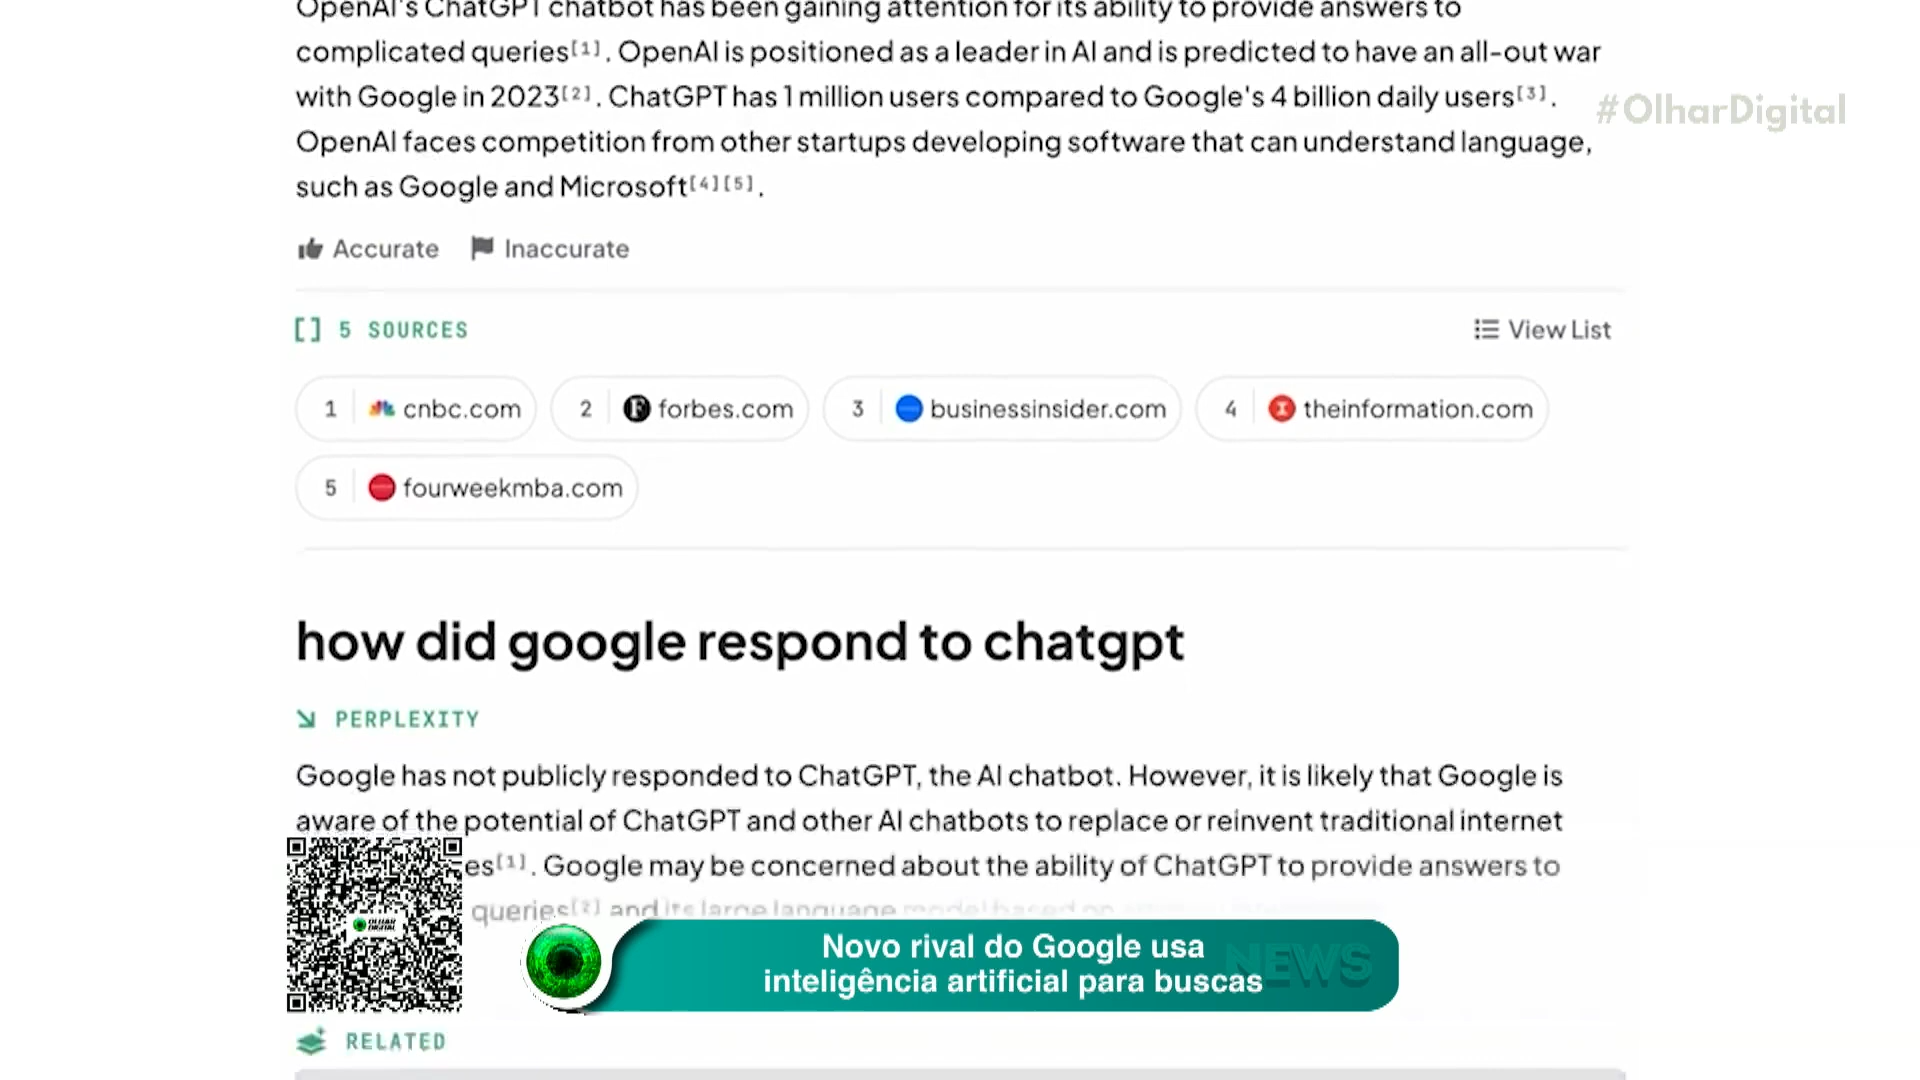 OpenAI's ChatGPT chatbot has been gaining attention for its ability to provide answers to
complicated queries[1]. OpenAI is positioned as a leader in AI and is predicted to have an all-out war
with Google in 2023[2]. ChatGPT has 1 million users compared to Google's 4 billion daily users[3].
#OlharDigital
OpenAI faces competition from other startups developing software that can understand language,
such as Google and Microsoft[4][5].
Accurate Inaccurate
[] 5 SOURCES View List
1 cnbc.com 2 forbes.com 3 businessinsider.com 4 theinformation.com
5 fourweekmba.com
how did google respond to chatgpt
PERPLEXITY
Google has not publicly responded to ChatGPT, the AI chatbot. However, it is likely that Google is
aware of the potential of ChatGPT and other AI chatbots to replace or reinvent traditional internet
es[1]. Google may be concerned about the ability of ChatGPT to provide answers to
queries[2] and its large language model based on
OLHAR
DIGITAL
Novo rival do Google usa
inteligência artificial para buscas
NEWS
RELATED